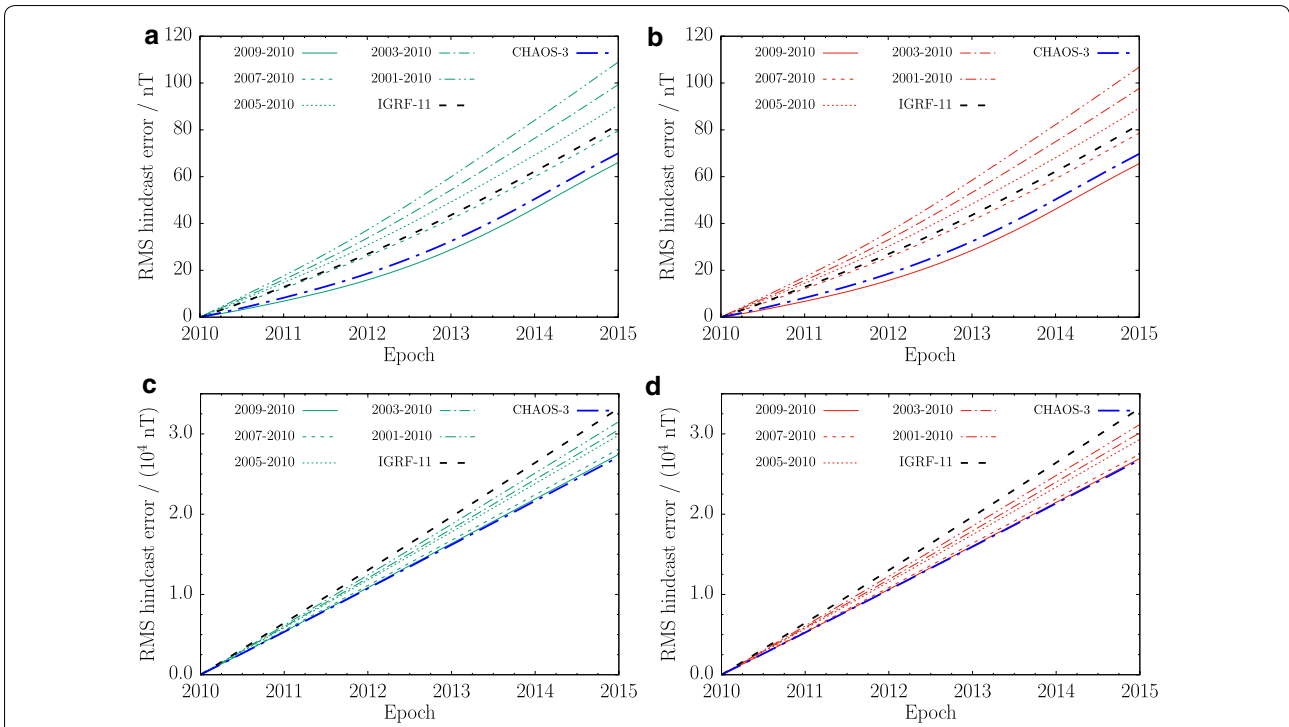 a
2009-2010 2003-2010 CHAOS-3
2007-2010 2001-2010
2005-2010 IGRF-11
120
100
80
60
40
20
0
RMS hindcast error / nT
2010 2011 2012 2013 2014 2015
Epoch
b
2009-2010 2003-2010 CHAOS-3
2007-2010 2001-2010
2005-2010 IGRF-11
120
100
80
60
40
20
0
RMS hindcast error / nT
2010 2011 2012 2013 2014 2015
Epoch
c
2009-2010 2003-2010 CHAOS-3
2007-2010 2001-2010
2005-2010 IGRF-11
3.0
2.0
1.0
0.0
RMS hindcast error / (10⁴ nT)
2010 2011 2012 2013 2014 2015
Epoch
d
2009-2010 2003-2010 CHAOS-3
2007-2010 2001-2010
2005-2010 IGRF-11
3.0
2.0
1.0
0.0
RMS hindcast error / (10⁴ nT)
2010 2011 2012 2013 2014 2015
Epoch